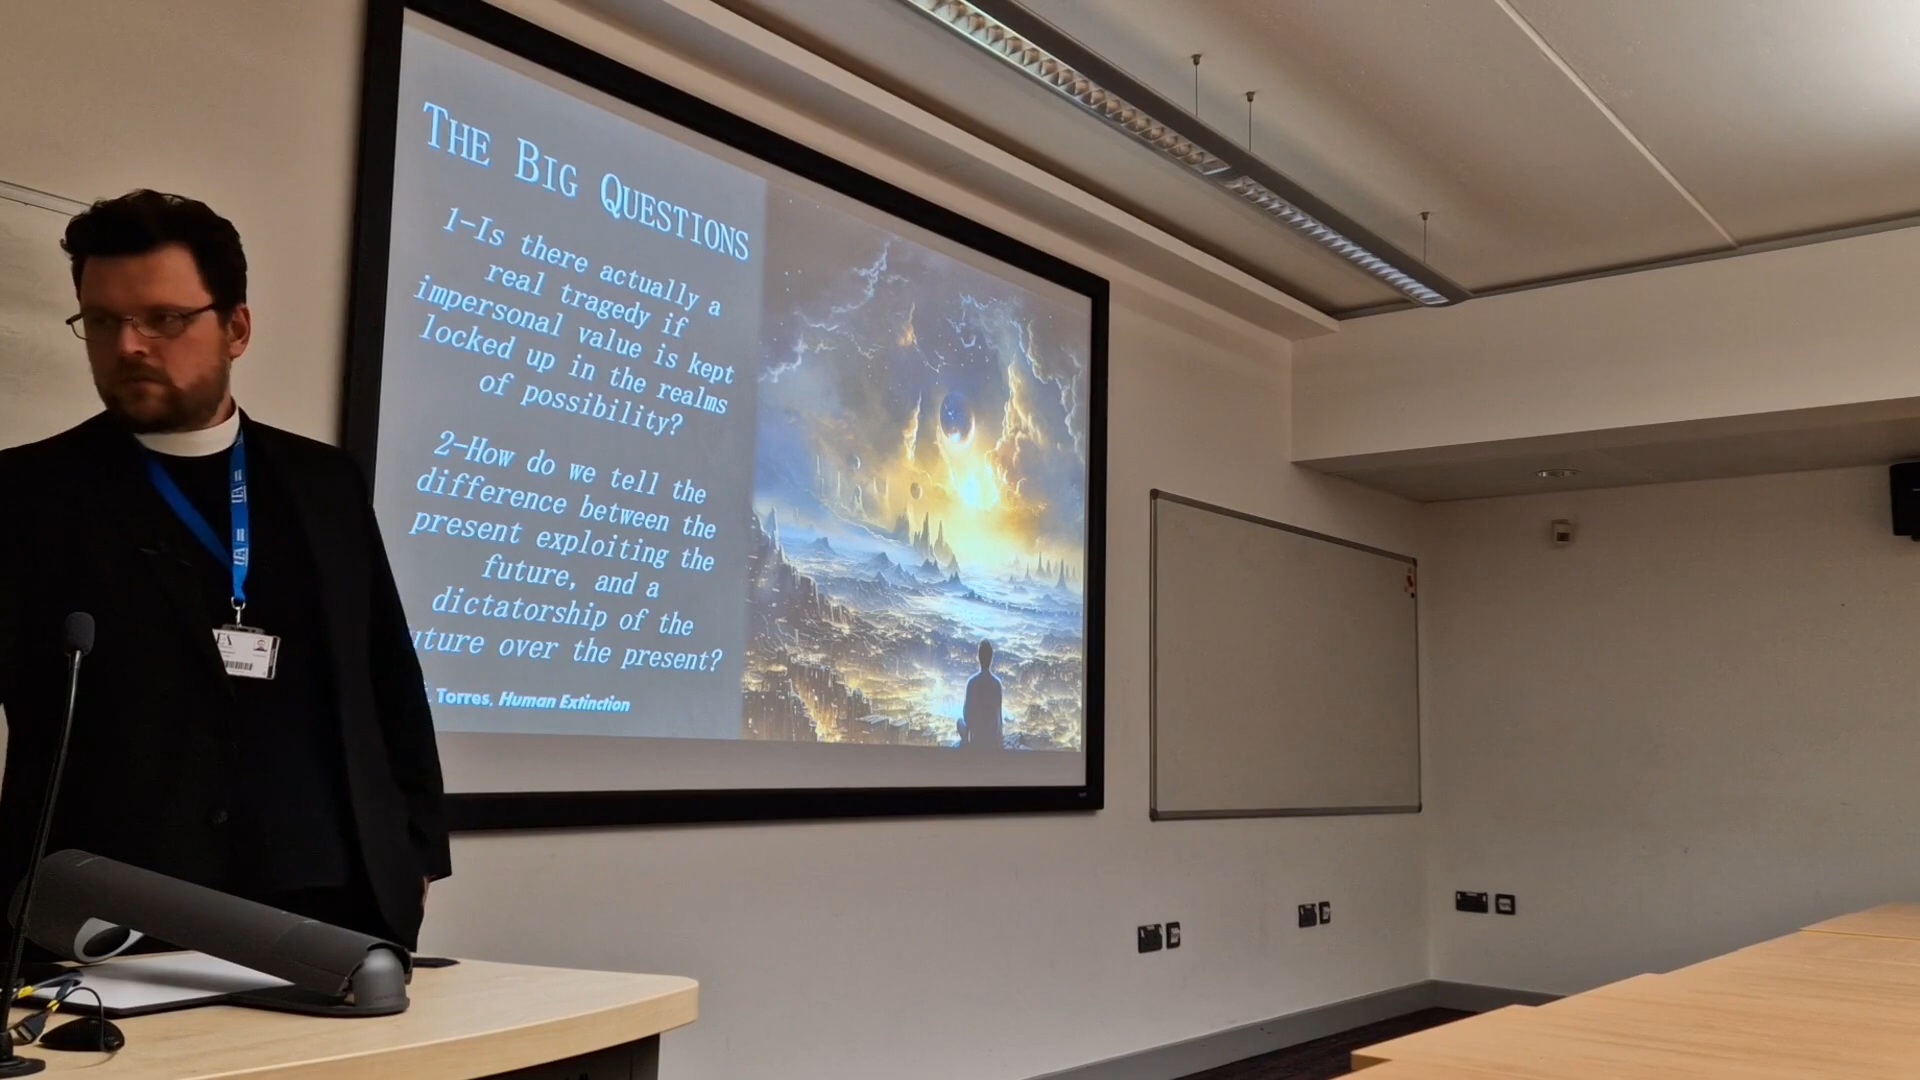 THE BIG QUESTIONS
1-Is there actually a
real tragedy if
impersonal value is kept
locked up in the realms
of possibility?
2-How do we tell the
difference between the
present exploiting the
future, and a
dictatorship of the
uture over the present?
Torres, Human Extinction
UEA
UEA